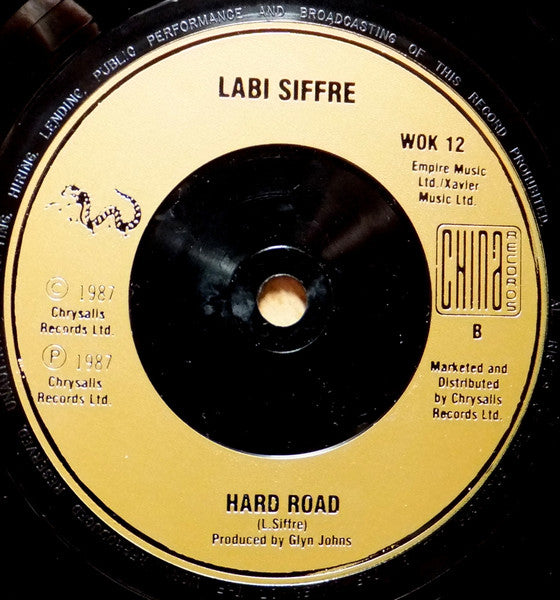 HIRING, LENDING, PUBLIC PERFORMANCE AND BROADCASTING OF THIS RECORD PROHIBITED
LABI SIFFRE
WOK 12
Empire Music
Ltd./Xavier
Music Ltd.
CHINA
RECORDS
B
© 1987
Chrysalis
Records Ltd.
Ⓟ 1987
Chrysalis
Records Ltd.
Marketed and
Distributed
by Chrysalis
Records Ltd.
HARD ROAD
(L.Siffre)
Produced by Glyn Johns